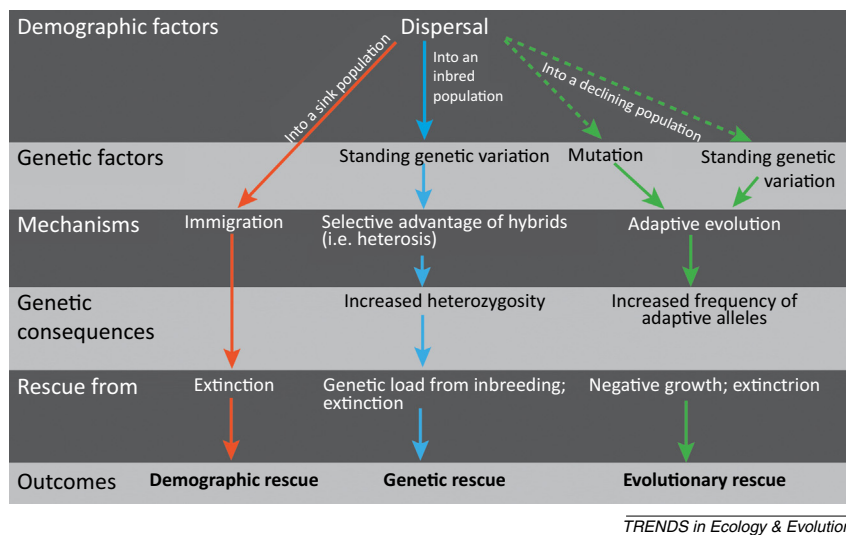 Demographic factors
Dispersal
Into a sink population
Into an
inbred
population
Into a declining population
Genetic factors
Standing genetic variation
Mutation
Standing genetic
variation
Mechanisms
Immigration
Selective advantage of hybrids
(i.e. heterosis)
Adaptive evolution
Genetic
consequences
Increased heterozygosity
Increased frequency of
adaptive alleles
Rescue from
Extinction
Genetic load from inbreeding;
extinction
Negative growth; extinctrion
Outcomes
Demographic rescue
Genetic rescue
Evolutionary rescue
TRENDS in Ecology & Evolution